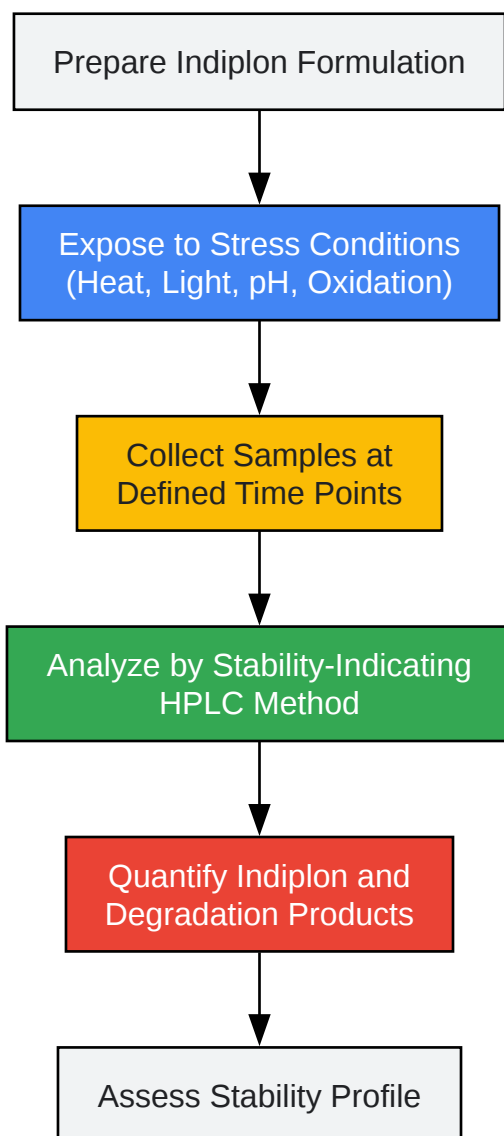 Prepare Indiplon Formulation
Expose to Stress Conditions
(Heat, Light, pH, Oxidation)
Collect Samples at
Defined Time Points
Analyze by Stability-Indicating
HPLC Method
Quantify Indiplon and
Degradation Products
Assess Stability Profile